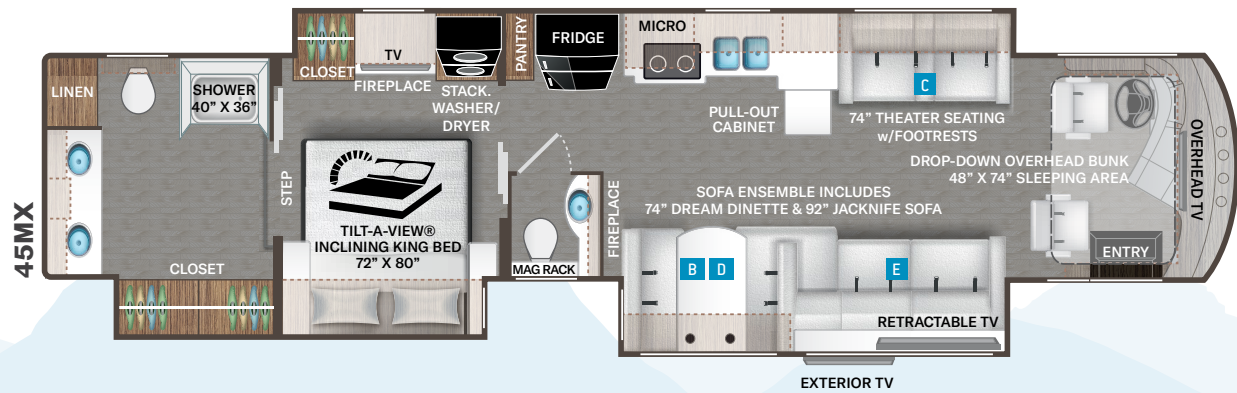 45MX
LINEN
SHOWER
40” X 36”
CLOSET
TV
FIREPLACE
STACK.
WASHER/
DRYER
PANTRY
FRIDGE
MICRO
PULL-OUT
CABINET
C
74” THEATER SEATING
w/FOOTRESTS
DROP-DOWN OVERHEAD BUNK
48” X 74” SLEEPING AREA
OVERHEAD TV
STEP
TILT-A-VIEW®
INCLINING KING BED
72” X 80”
CLOSET
MAG RACK
FIREPLACE
SOFA ENSEMBLE INCLUDES
74” DREAM DINETTE & 92” JACKNIFE SOFA
B D
E
RETRACTABLE TV
ENTRY
EXTERIOR TV